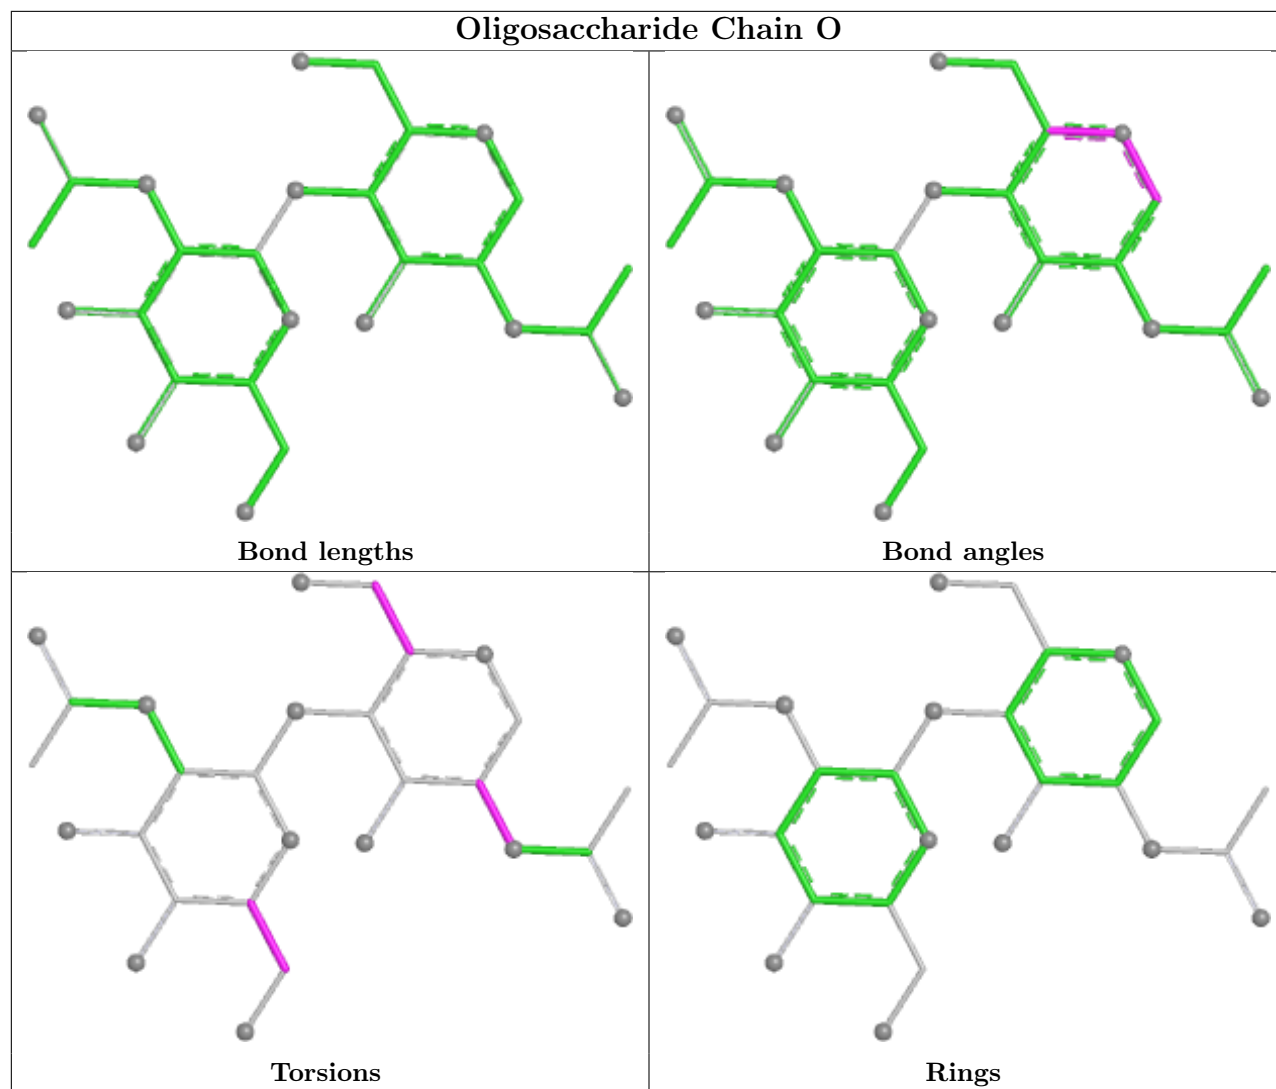 Oligosaccharide Chain O
Bond lengths
Bond angles
Torsions
Rings